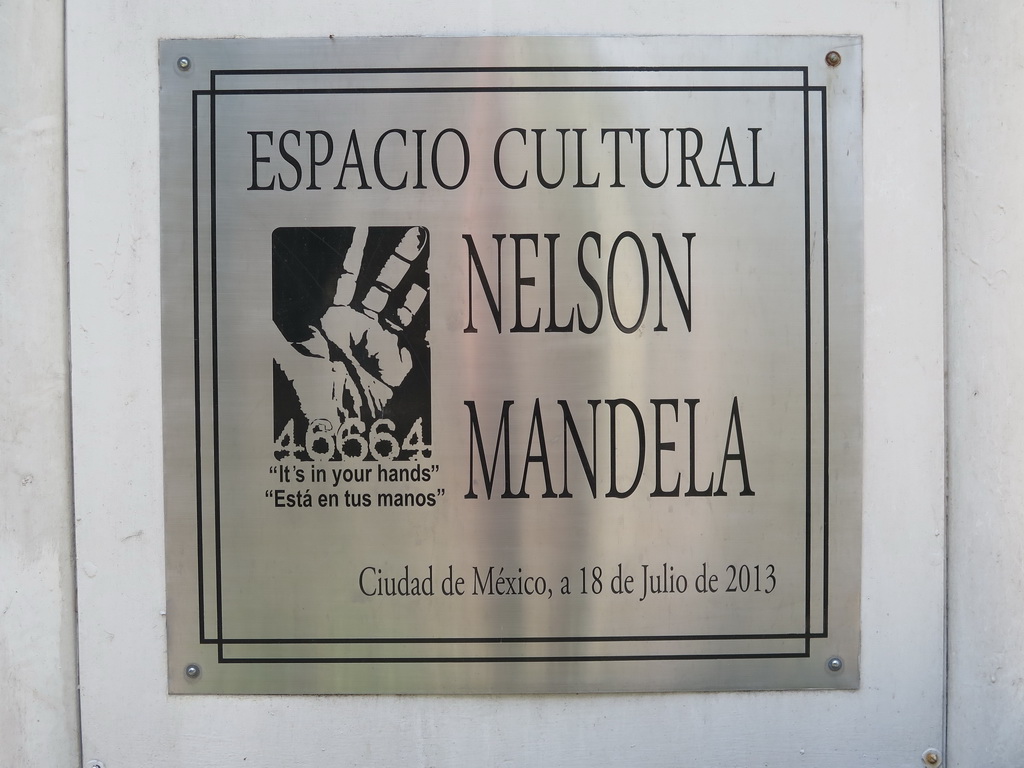 ESPACIO CULTURAL
NELSON
MANDELA
46664
"It's in your hands"
"Está en tus manos"
Ciudad de México, a 18 de Julio de 2013